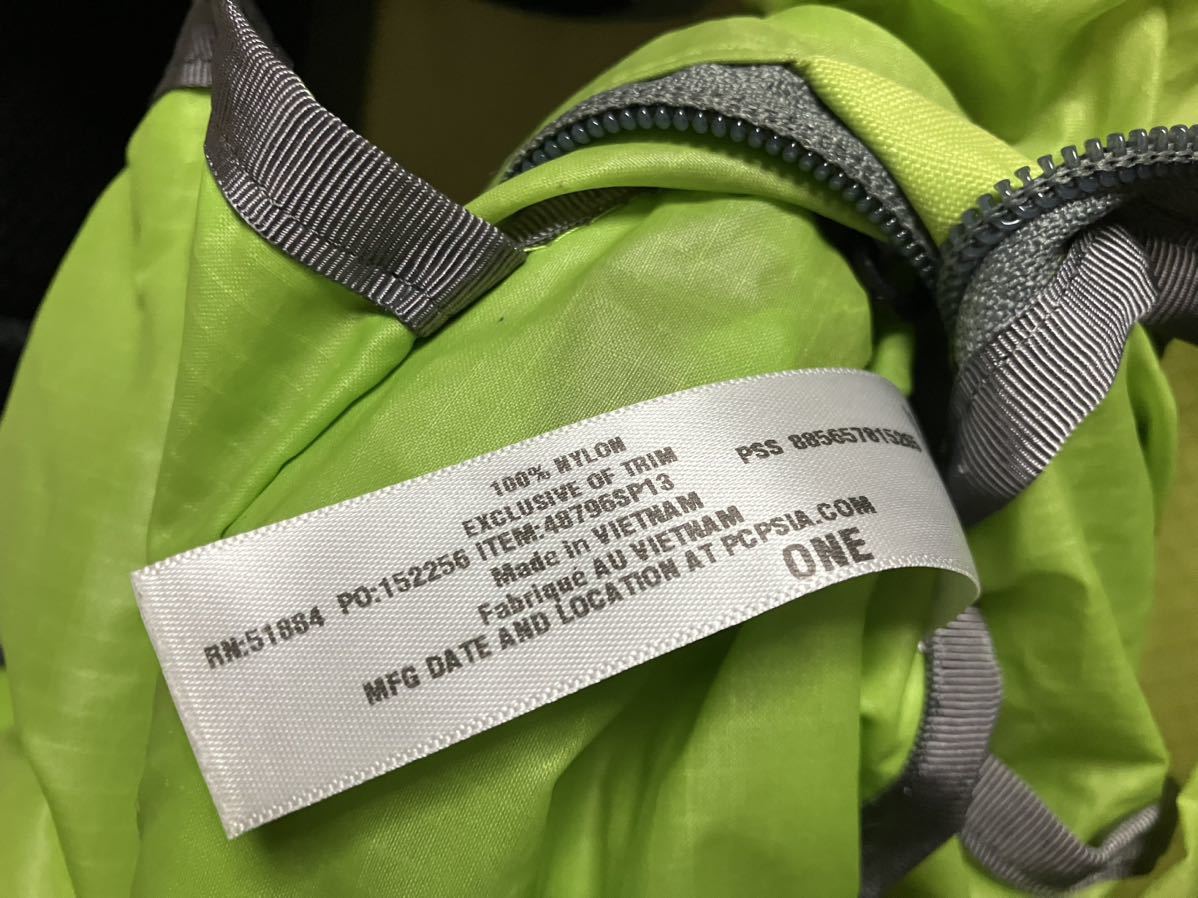 100% NYLON
EXCLUSIVE OF TRIM
RN:51884 PO:152256 ITEM:48796SP13
Made in VIETNAM
Fabrique AU VIETNAM
MFG DATE AND LOCATION AT PCPSIA.COM
PSS
ONE